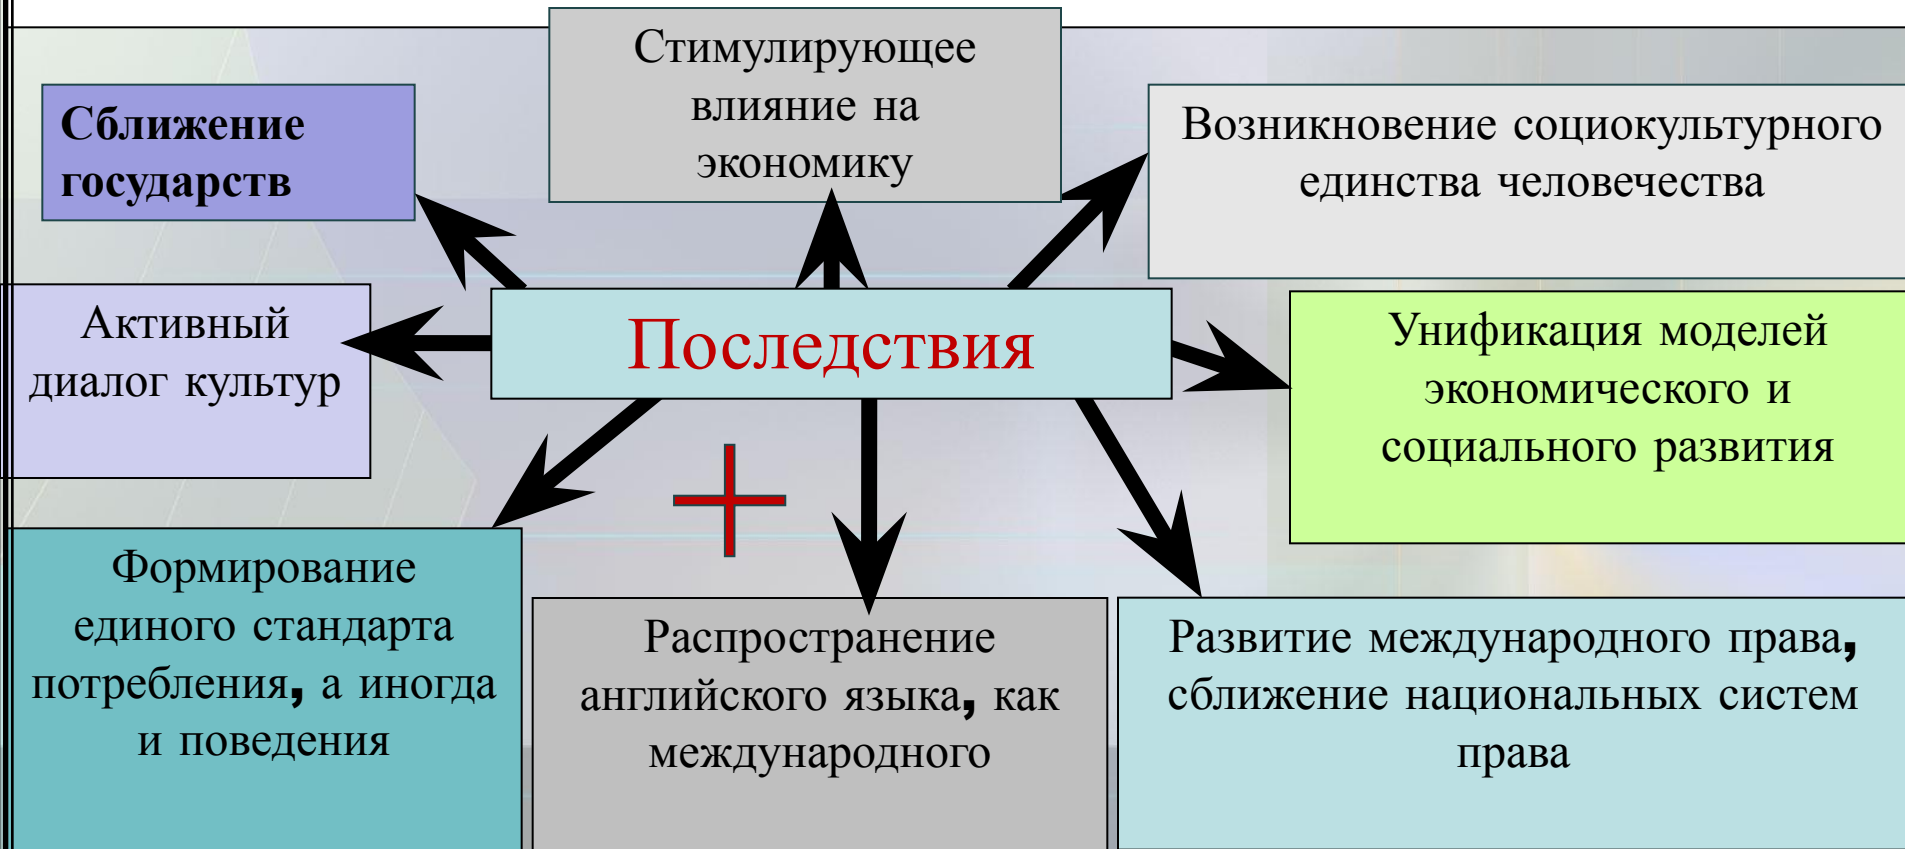 Стимулирующее
влияние на
экономику
Сближение
государств
Возникновение социокультурного
единства человечества
Активный
диалог культур
Последствия
Унификация моделей
экономического и
социального развития
Формирование
единого стандарта
потребления, а иногда
и поведения
Распространение
английского языка, как
международного
Развитие международного права,
сближение национальных систем
права